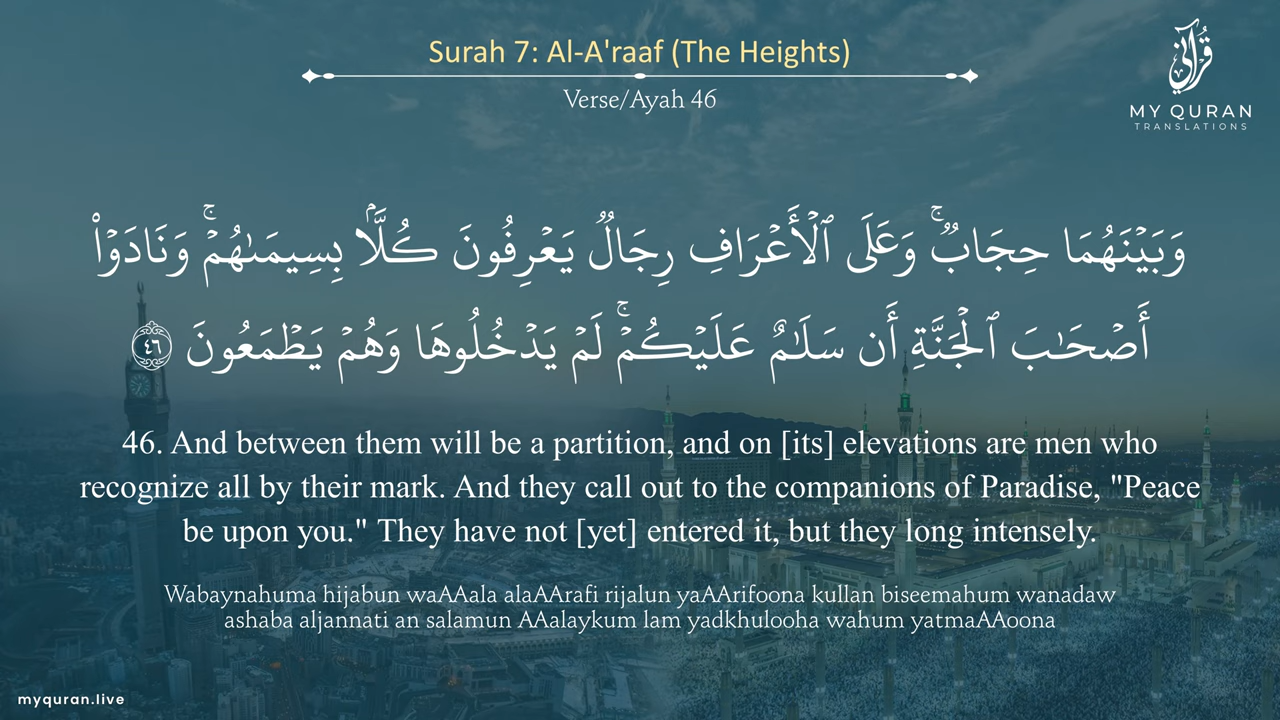 Surah 7: Al-A'raaf (The Heights)
Verse/Ayah 46
قرآني
MY QURAN
TRANSLATIONS
وَبَيْنَهُمَا حِجَابٌۭ ۚ وَعَلَى ٱلْأَعْرَافِ رِجَالٌۭ يَعْرِفُونَ كُلًّۢا بِسِيمَىٰهُمْ ۚ وَنَادَوْا۟
أَصْحَـٰبَ ٱلْجَنَّةِ أَن سَلَـٰمٌ عَلَيْكُمْ ۚ لَمْ يَدْخُلُوهَا وَهُمْ يَطْمَعُونَ ٤٦
46. And between them will be a partition, and on [its] elevations are men who
recognize all by their mark. And they call out to the companions of Paradise, "Peace
be upon you." They have not [yet] entered it, but they long intensely.
Wabaynahuma hijabun waAAala alaAArafi rijalun yaAArifoona kullan biseemahum wanadaw
ashaba aljannati an salamun AAalaykum lam yadkhulooha wahum yatmaAAoona
myquran.live